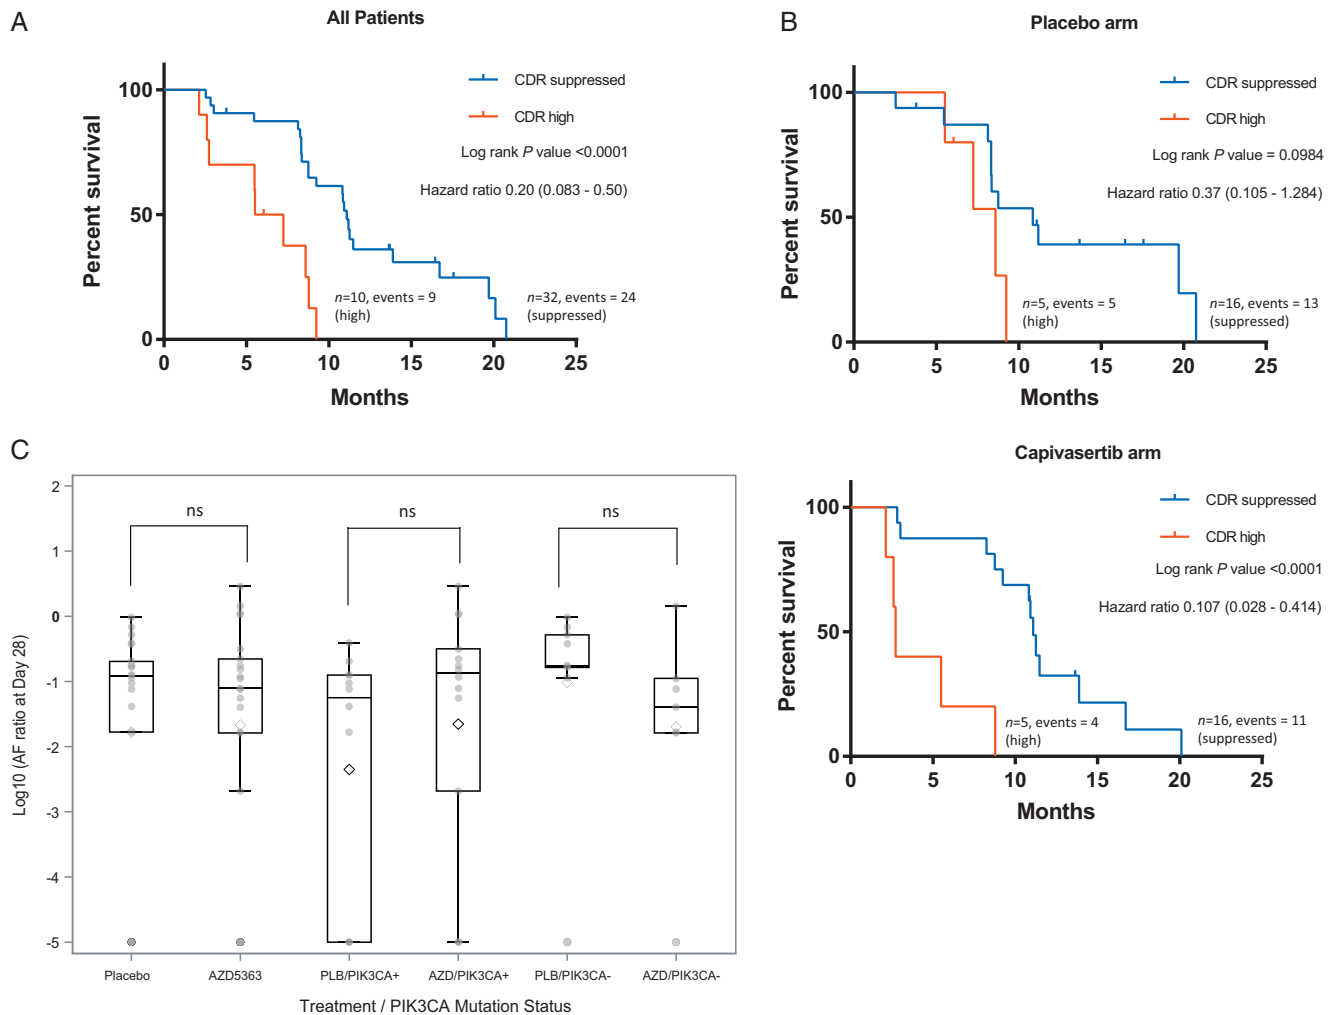 A
All Patients
CDR suppressed
CDR high
Log rank P value <0.0001
Hazard ratio 0.20 (0.083 - 0.50)
n=10, events = 9
(high)
n=32, events = 24
(suppressed)
Percent survival
100
50
0
0 5 10 15 20 25
Months
B
Placebo arm
CDR suppressed
CDR high
Log rank P value = 0.0984
Hazard ratio 0.37 (0.105 - 1.284)
n=5, events = 5
(high)
n=16, events = 13
(suppressed)
Percent survival
100
50
0
0 5 10 15 20 25
Months
Capivasertib arm
CDR suppressed
CDR high
Log rank P value <0.0001
Hazard ratio 0.107 (0.028 - 0.414)
n=5, events = 4
(high)
n=16, events = 11
(suppressed)
Percent survival
100
50
0
0 5 10 15 20 25
Months
C
ns
ns
ns
Log10 (AF ratio at Day 28)
2
1
0
-1
-2
-3
-4
-5
Placebo AZD5363 PLB/PIK3CA+ AZD/PIK3CA+ PLB/PIK3CA- AZD/PIK3CA-
Treatment / PIK3CA Mutation Status